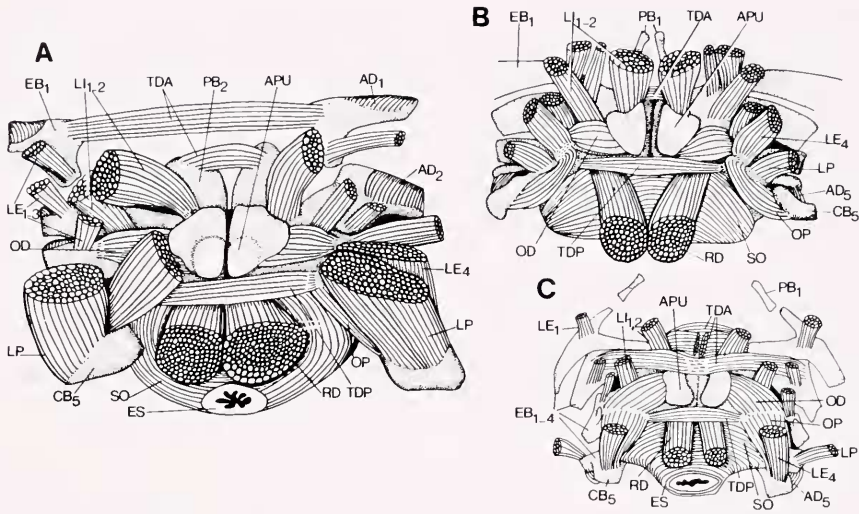 A
EB1 LI1-2 TDA PB2 APU AD1
AD2
LE1-3
OD
LE4
LP
LP
CB5 SO ES RD TDP OP
B
EB1 LI1-2 PB1 TDA APU
LE4
LP
AD5
CB5
OP
OD TDP RD SO
C
PB1
LE1 LI1,2 APU TDA
OD
OP
EB1-4
LP
LE4
CB5 RD ES TDP SO AD5